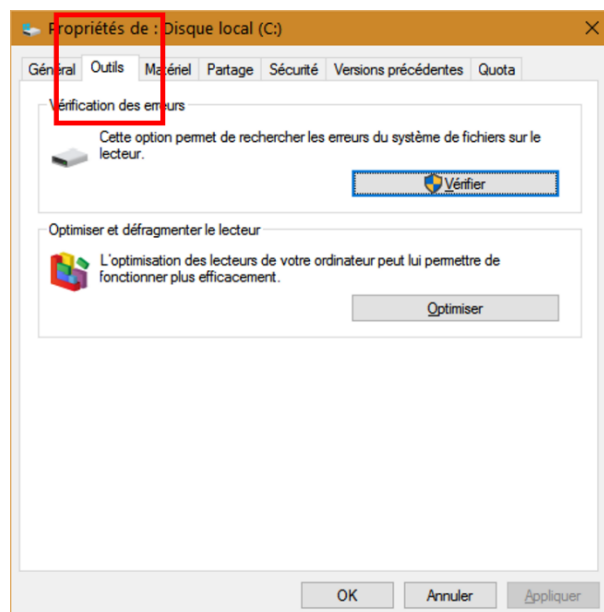 Propriétés de : Disque local (C:)
Général Outils Matériel Partage Sécurité Versions précédentes Quota
Vérification des erreurs
Cette option permet de rechercher les erreurs du système de fichiers sur le
lecteur.
Vérifier
Optimiser et défragmenter le lecteur
L'optimisation des lecteurs de votre ordinateur peut lui permettre de
fonctionner plus efficacement.
Optimiser
OK Annuler Appliquer